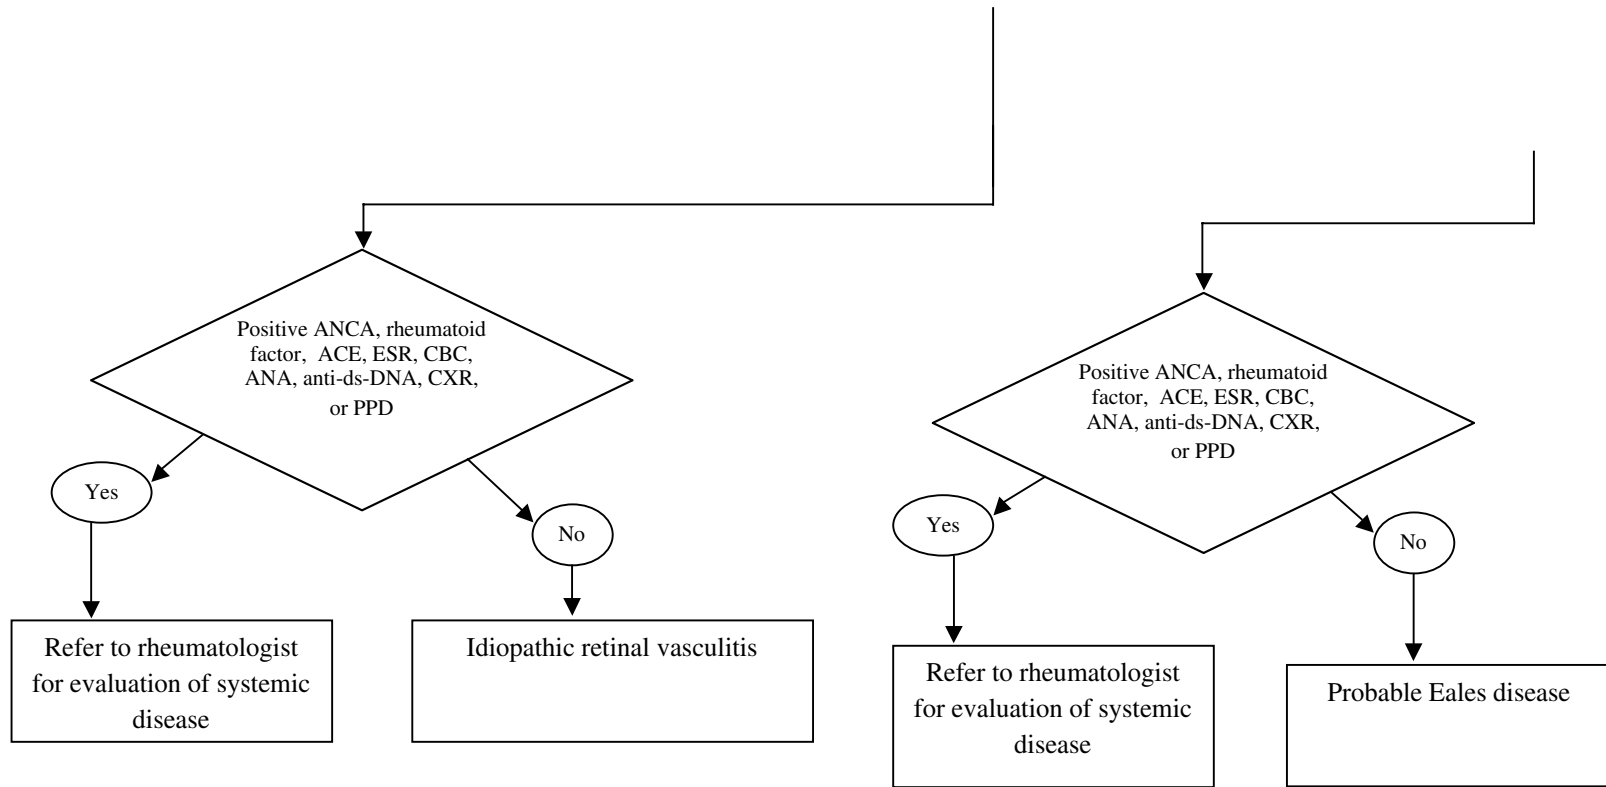 Positive ANCA, rheumatoid
factor, ACE, ESR, CBC,
ANA, anti-ds-DNA, CXR,
or PPD
Yes
No
Refer to rheumatologist
for evaluation of systemic
disease
Idiopathic retinal vasculitis
Positive ANCA, rheumatoid
factor, ACE, ESR, CBC,
ANA, anti-ds-DNA, CXR,
or PPD
Yes
No
Refer to rheumatologist
for evaluation of systemic
disease
Probable Eales disease